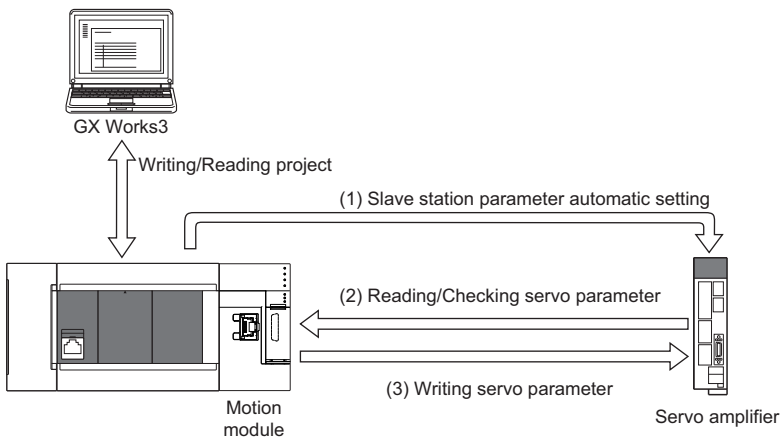 GX Works3
Writing/Reading project
(1) Slave station parameter automatic setting
(2) Reading/Checking servo parameter
(3) Writing servo parameter
Motion
module
Servo amplifier